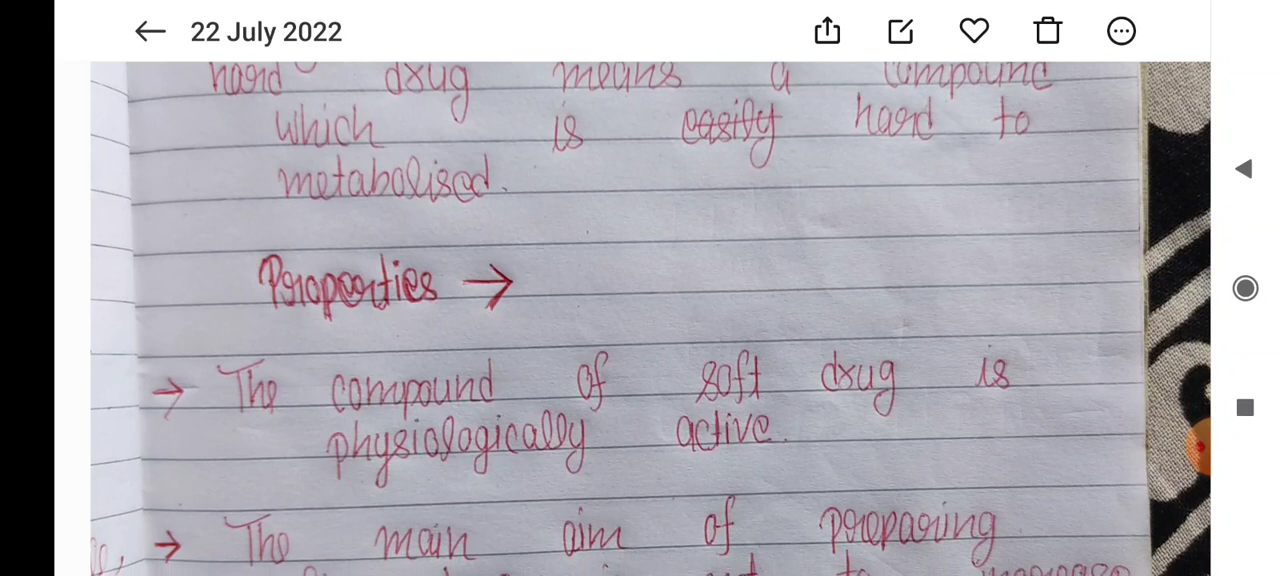 22 July 2022
hard drug means a compound
which is easily hard to
metabolised.
Properties →
→ The compound of soft drug is
physiologically active.
→ The main aim of preparing
to